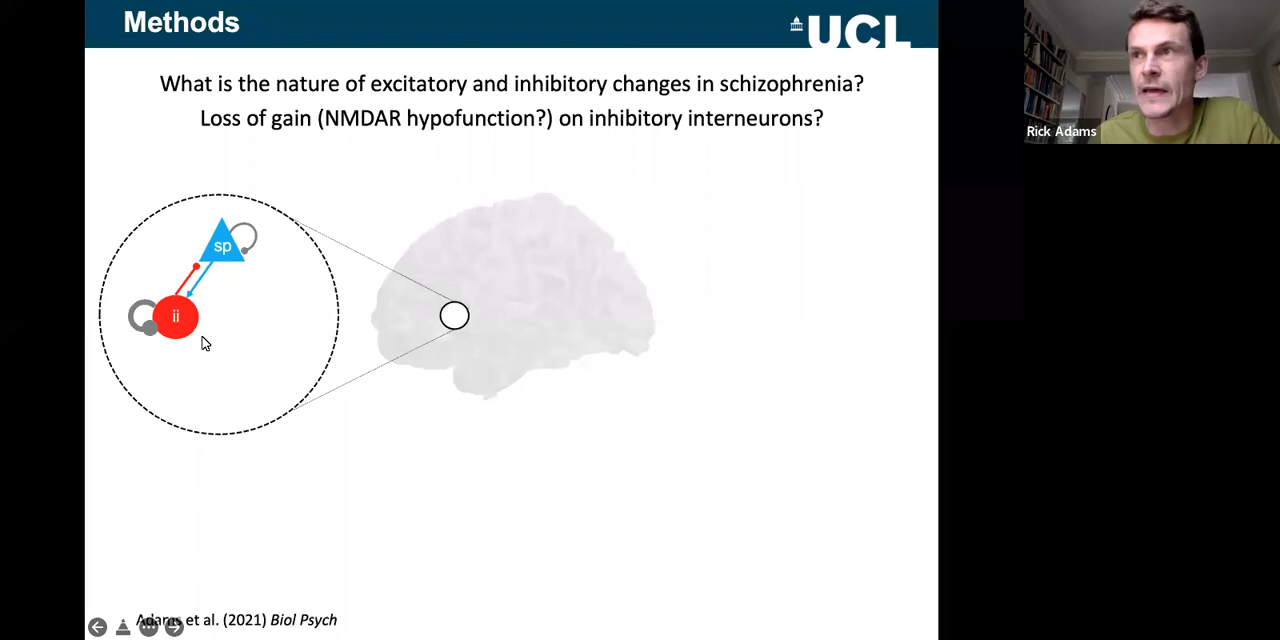 Methods
UCL
What is the nature of excitatory and inhibitory changes in schizophrenia?
Loss of gain (NMDAR hypofunction?) on inhibitory interneurons?
Rick Adams
sp
ii
Adams et al. (2021) Biol Psych